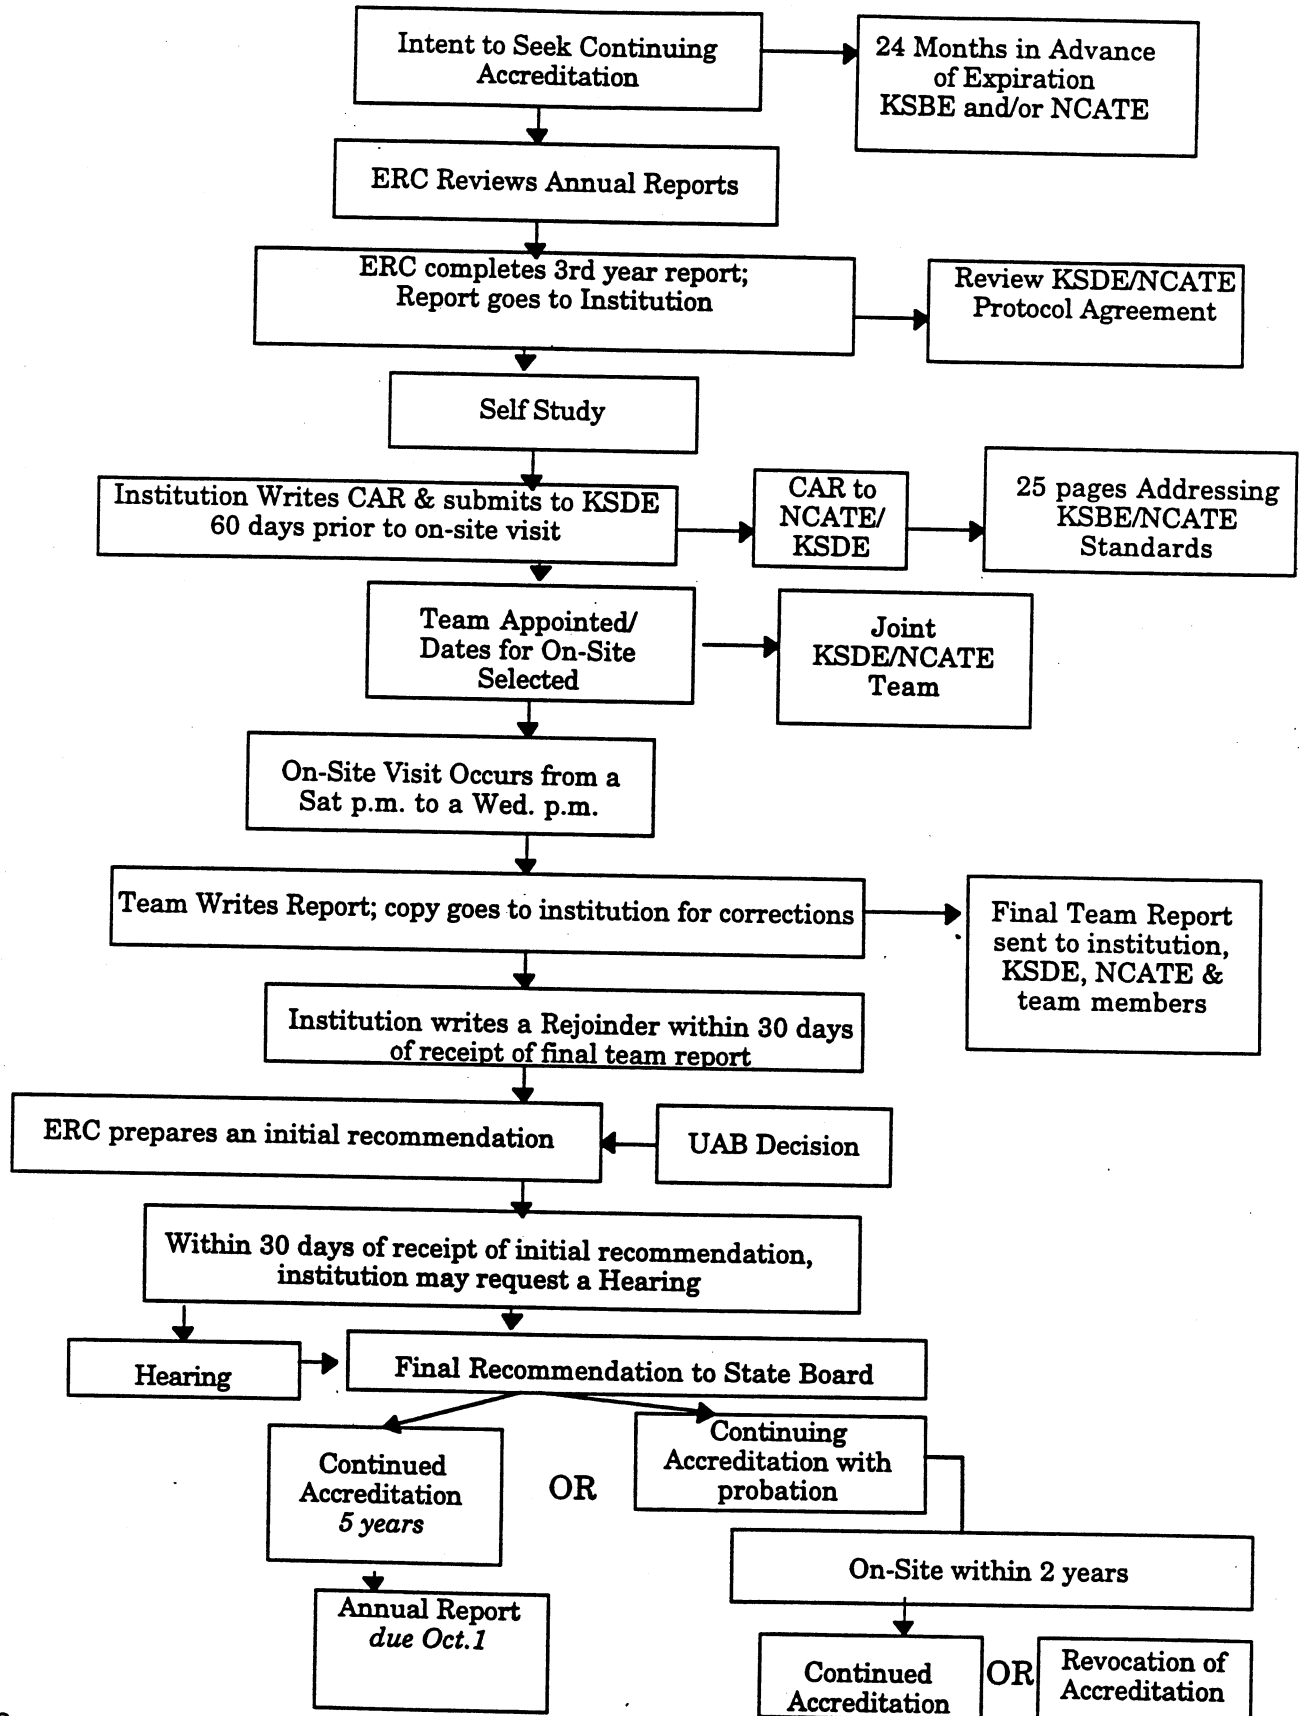 Intent to Seek Continuing
Accreditation
24 Months in Advance
of Expiration
KSBE and/or NCATE
ERC Reviews Annual Reports
ERC completes 3rd year report;
Report goes to Institution
Review KSDE/NCATE
Protocol Agreement
Self Study
Institution Writes CAR & submits to KSDE
60 days prior to on-site visit
CAR to
NCATE/
KSDE
25 pages Addressing
KSBE/NCATE
Standards
Team Appointed/
Dates for On-Site
Selected
Joint
KSDE/NCATE
Team
On-Site Visit Occurs from a
Sat p.m. to a Wed. p.m.
Team Writes Report; copy goes to institution for corrections
Final Team Report
sent to institution,
KSDE, NCATE &
team members
Institution writes a Rejoinder within 30 days
of receipt of final team report
ERC prepares an initial recommendation
UAB Decision
Within 30 days of receipt of initial recommendation,
institution may request a Hearing
Hearing
Final Recommendation to State Board
Continued
Accreditation
5 years
OR
Continuing
Accreditation with
probation
On-Site within 2 years
Annual Report
due Oct.1
Continued
Accreditation
OR
Revocation of
Accreditation